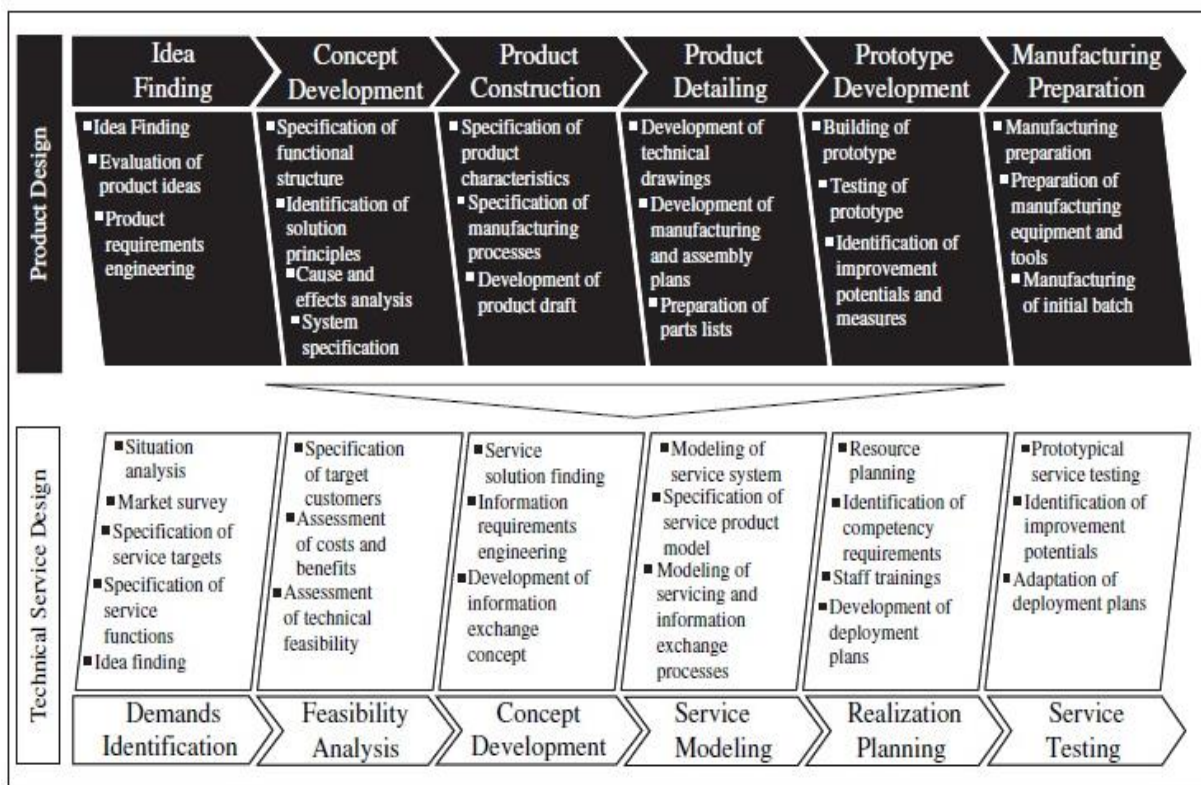 Product Design
Idea
Finding
Concept
Development
Product
Construction
Product
Detailing
Prototype
Development
Manufacturing
Preparation
Idea Finding
Evaluation of
product ideas
Product
requirements
engineering
Specification of
functional
structure
Identification of
solution
principles
Cause and
effects analysis
System
specification
Specification of
product
characteristics
Specification of
manufacturing
processes
Development of
product draft
Development of
technical
drawings
Development of
manufacturing
and assembly
plans
Preparation of
parts lists
Building of
prototype
Testing of
prototype
Identification of
improvement
potentials and
measures
Manufacturing
preparation
Preparation of
manufacturing
equipment and
tools
Manufacturing
of initial batch
Technical Service Design
Situation
analysis
Market survey
Specification of
service targets
Specification of
service
functions
Idea finding
Specification
of target
customers
Assessment
of costs and
benefits
Assessment
of technical
feasibility
Service
solution finding
Information
requirements
engineering
Development of
information
exchange
concept
Modeling of
service system
Specification of
service product
model
Modeling of
servicing and
information
exchange
processes
Resource
planning
Identification of
competency
requirements
Staff trainings
Development of
deployment
plans
Prototypical
service testing
Identification of
improvement
potentials
Adaptation of
deployment plans
Demands
Identification
Feasibility
Analysis
Concept
Development
Service
Modeling
Realization
Planning
Service
Testing